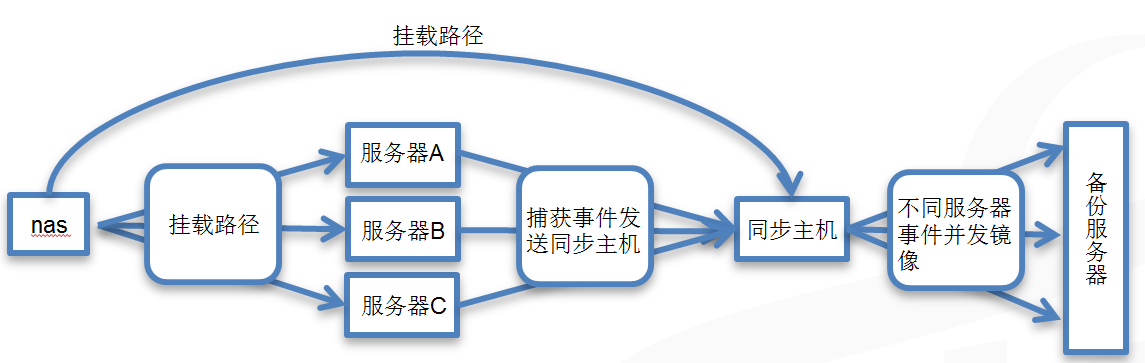 挂载路径
nas
挂载路径
服务器A
服务器B
服务器C
捕获事件发
送同步主机
同步主机
不同服务器
事件并发镜
像
备份服务器